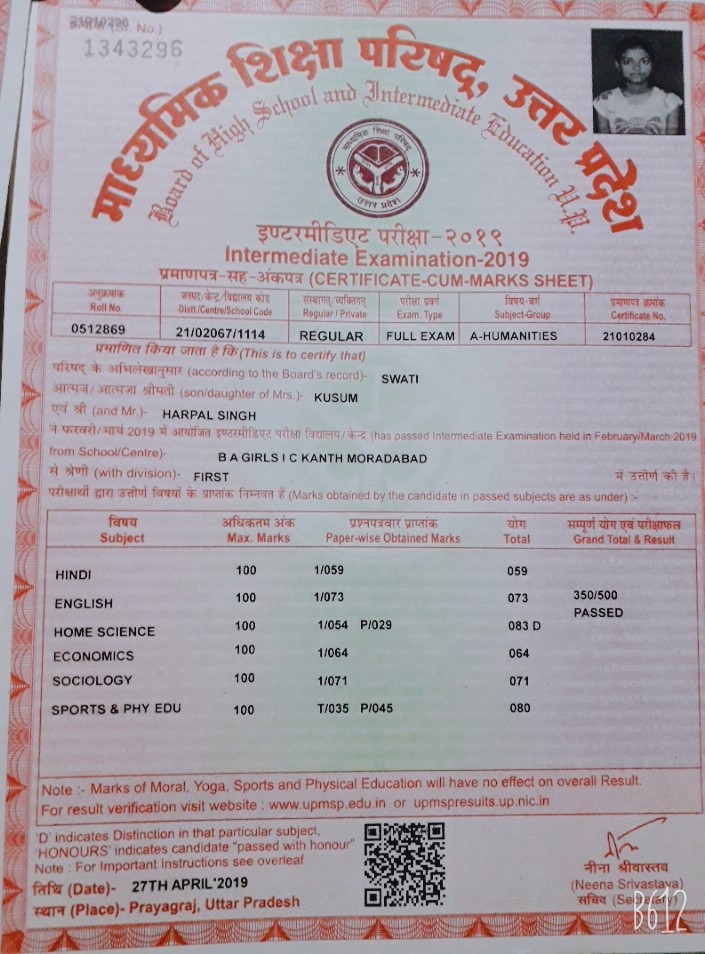 क्रमांक (Sr. No.)
21010296
1343296
माध्यमिक शिक्षा परिषद्, उत्तर प्रदेश
Board of High School and Intermediate Education U.P.
माध्यमिक शिक्षा परिषद्
उत्तर प्रदेश
इण्टरमीडिएट परीक्षा-२०१९
Intermediate Examination-2019
प्रमाणपत्र-सह-अंकपत्र (CERTIFICATE-CUM-MARKS SHEET)
अनुक्रमांक जनपद/केन्द्र/विद्यालय कोड संस्थागत/व्यक्तिगत परीक्षा प्रवर्ग विषय-वर्ग प्रमाणपत्र क्रमांक
Roll No. Distt./Centre/School Code Regular / Private Exam. Type Subject-Group Certificate No.
0512869 21/02067/1114 REGULAR FULL EXAM A-HUMANITIES 21010284
प्रमाणित किया जाता है कि (This is to certify that)
परिषद् के अभिलेखानुसार (according to the Board's record)- SWATI
आत्मज/आत्मजा श्रीमती (son/daughter of Mrs.)- KUSUM
एवं श्री (and Mr.)- HARPAL SINGH
ने फरवरी/मार्च 2019 में आयोजित इण्टरमीडिएट परीक्षा विद्यालय/केन्द्र (has passed Intermediate Examination held in February/March 2019
from School/Centre)- B A GIRLS I C KANTH MORADABAD
से श्रेणी (with division)- FIRST में उत्तीर्ण की है।
परीक्षार्थी द्वारा उत्तीर्ण विषयों के प्राप्तांक निम्नवत हैं (Marks obtained by the candidate in passed subjects are as under) :-
विषय अधिकतम अंक प्रश्नपत्रवार प्राप्तांक योग सम्पूर्ण योग एवं परीक्षाफल
Subject Max. Marks Paper-wise Obtained Marks Total Grand Total & Result
HINDI 100 1/059 059
ENGLISH 100 1/073 073 350/500
PASSED
HOME SCIENCE 100 1/054 P/029 083 D
ECONOMICS 100 1/064 064
SOCIOLOGY 100 1/071 071
SPORTS & PHY EDU 100 T/035 P/045 080
Note :- Marks of Moral, Yoga, Sports and Physical Education will have no effect on overall Result.
For result verification visit website : www.upmsp.edu.in or upmspresults.up.nic.in
'D' indicates Distinction in that particular subject,
'HONOURS' indicates candidate "passed with honour"
Note : For Important Instructions see overleaf
तिथि (Date)- 27TH APRIL'2019
स्थान (Place)- Prayagraj, Uttar Pradesh
नीना श्रीवास्तव
(Neena Srivastava)
सचिव (Secretary)
B612